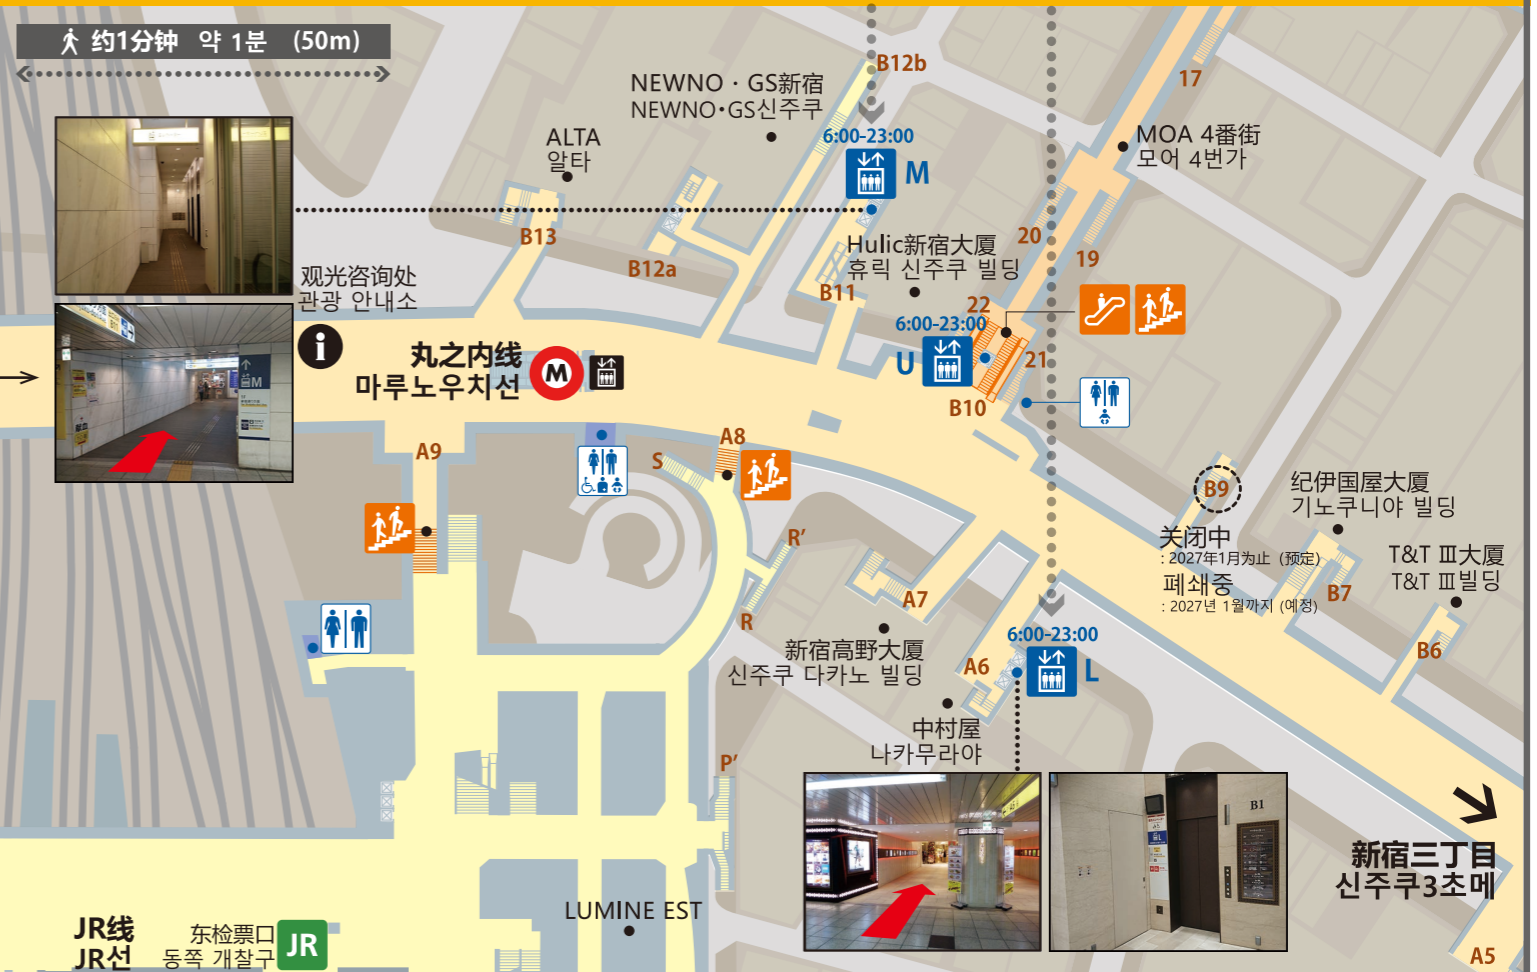 约1分钟 약 1분 (50m)
B12b
NEWNO・GS新宿
NEWNO•GS신주쿠
17
ALTA
알타
6:00-23:00
M
MOA 4番街
모어 4번가
B13
B12a
20
19
Hulic新宿大厦
휴릭 신주쿠 빌딩
观光咨询处
관광 안내소
i
B11
22
6:00-23:00
U
21
B10
丸之内线
마루노우치선
M
M
A9
A8
S
B9
纪伊国屋大厦
기노쿠니야 빌딩
关闭中
: 2027年1月为止 (预定)
폐쇄중
: 2027년 1월까지 (예정)
T&T Ⅲ大厦
T&T Ⅲ빌딩
R'
R
A7
B7
B6
新宿高野大厦
신주쿠 다카노 빌딩
6:00-23:00
L
A6
中村屋
나카무라야
P'
B1
新宿三丁目
신주쿠3초메
LUMINE EST
JR线
JR선
东检票口
동쪽 개찰구
JR
A5